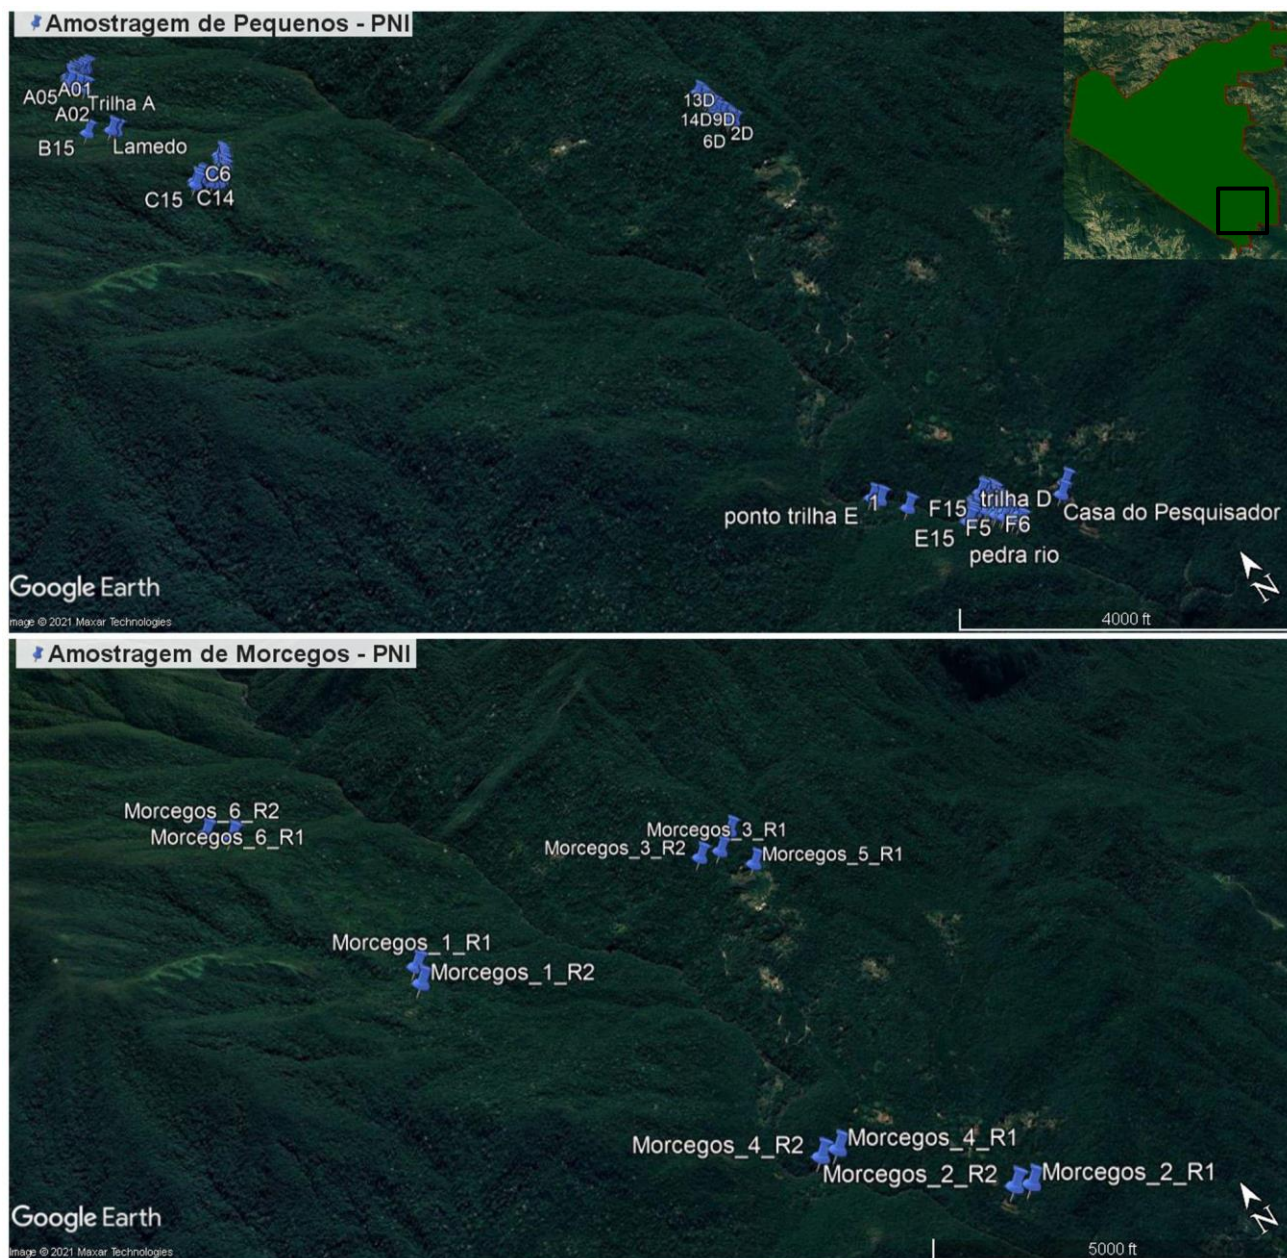 Amostragem de Pequenos - PNI
A05
A01
Trilha A
A02
B15
Lamedo
C6
C15
C14
13D
14D
9D
2D
6D
ponto trilha E
1
F15
trilha D
Casa do Pesquisador
E15
F5
F6
pedra rio
Google Earth
mage © 2021 Maxar Technologies
4000 ft
N
Amostragem de Morcegos - PNI
Morcegos_6_R2
Morcegos_6_R1
Morcegos_3_R1
Morcegos_3_R2
Morcegos_5_R1
Morcegos_1_R1
Morcegos_1_R2
Morcegos_4_R2
Morcegos_4_R1
Morcegos_2_R2
Morcegos_2_R1
Google Earth
Image © 2021 Maxar Technologies
5000 ft
N